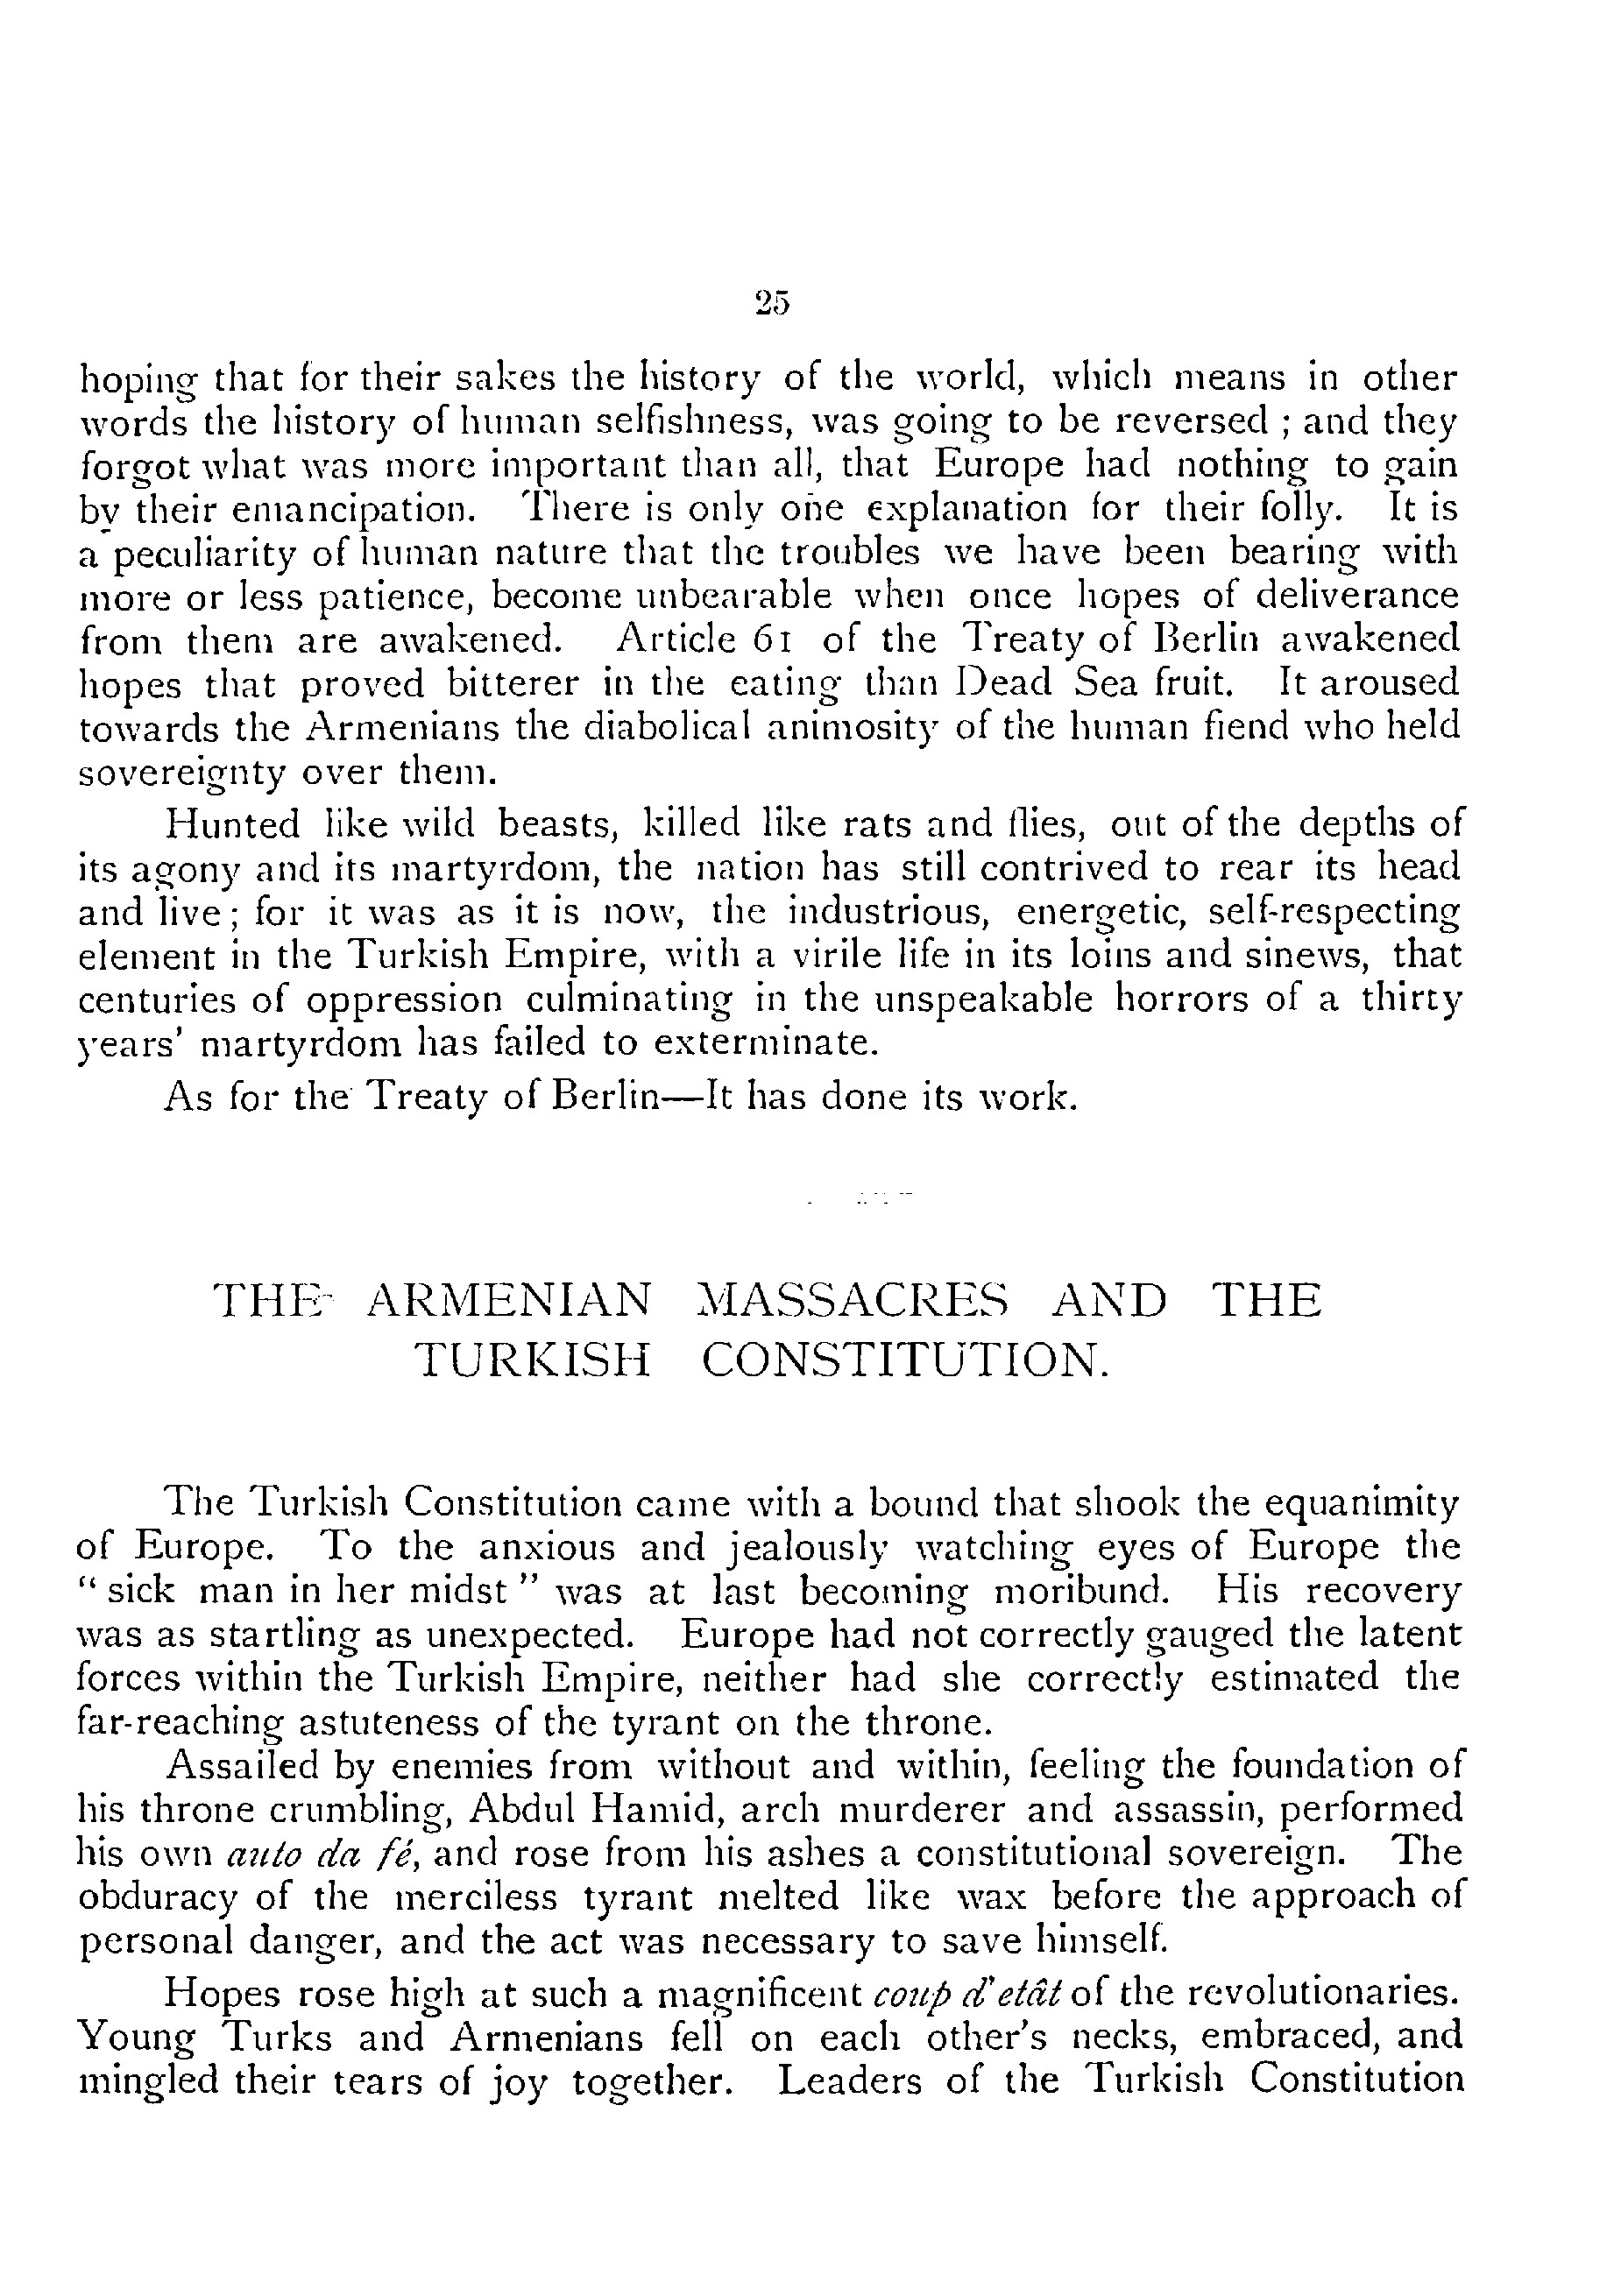 25
hoping that for their sakes the history of the world, which means in other
words the history of human selfishness, was going to be reversed ; and they
forgot what was more important than all, that Europe had nothing to gain
by their emancipation. There is only one explanation for their folly. It is
a peculiarity of human nature that the troubles we have been bearing with
more or less patience, become unbearable when once hopes of deliverance
from them are awakened. Article 61 of the Treaty of Berlin awakened
hopes that proved bitterer in the eating than Dead Sea fruit. It aroused
towards the Armenians the diabolical animosity of the human fiend who held
sovereignty over them.
Hunted like wild beasts, killed like rats and flies, out of the depths of
its agony and its martyrdom, the nation has still contrived to rear its head
and live ; for it was as it is now, the industrious, energetic, self-respecting
element in the Turkish Empire, with a virile life in its loins and sinews, that
centuries of oppression culminating in the unspeakable horrors of a thirty
years' martyrdom has failed to exterminate.
As for the Treaty of Berlin—It has done its work.
THE ARMENIAN MASSACRES AND THE
TURKISH CONSTITUTION.
The Turkish Constitution came with a bound that shook the equanimity
of Europe. To the anxious and jealously watching eyes of Europe the
" sick man in her midst " was at last becoming moribund. His recovery
was as startling as unexpected. Europe had not correctly gauged the latent
forces within the Turkish Empire, neither had she correctly estimated the
far-reaching astuteness of the tyrant on the throne.
Assailed by enemies from without and within, feeling the foundation of
his throne crumbling, Abdul Hamid, arch murderer and assassin, performed
his own auto da fé, and rose from his ashes a constitutional sovereign. The
obduracy of the merciless tyrant melted like wax before the approach of
personal danger, and the act was necessary to save himself.
Hopes rose high at such a magnificent coup d'etât of the revolutionaries.
Young Turks and Armenians fell on each other's necks, embraced, and
mingled their tears of joy together. Leaders of the Turkish Constitution